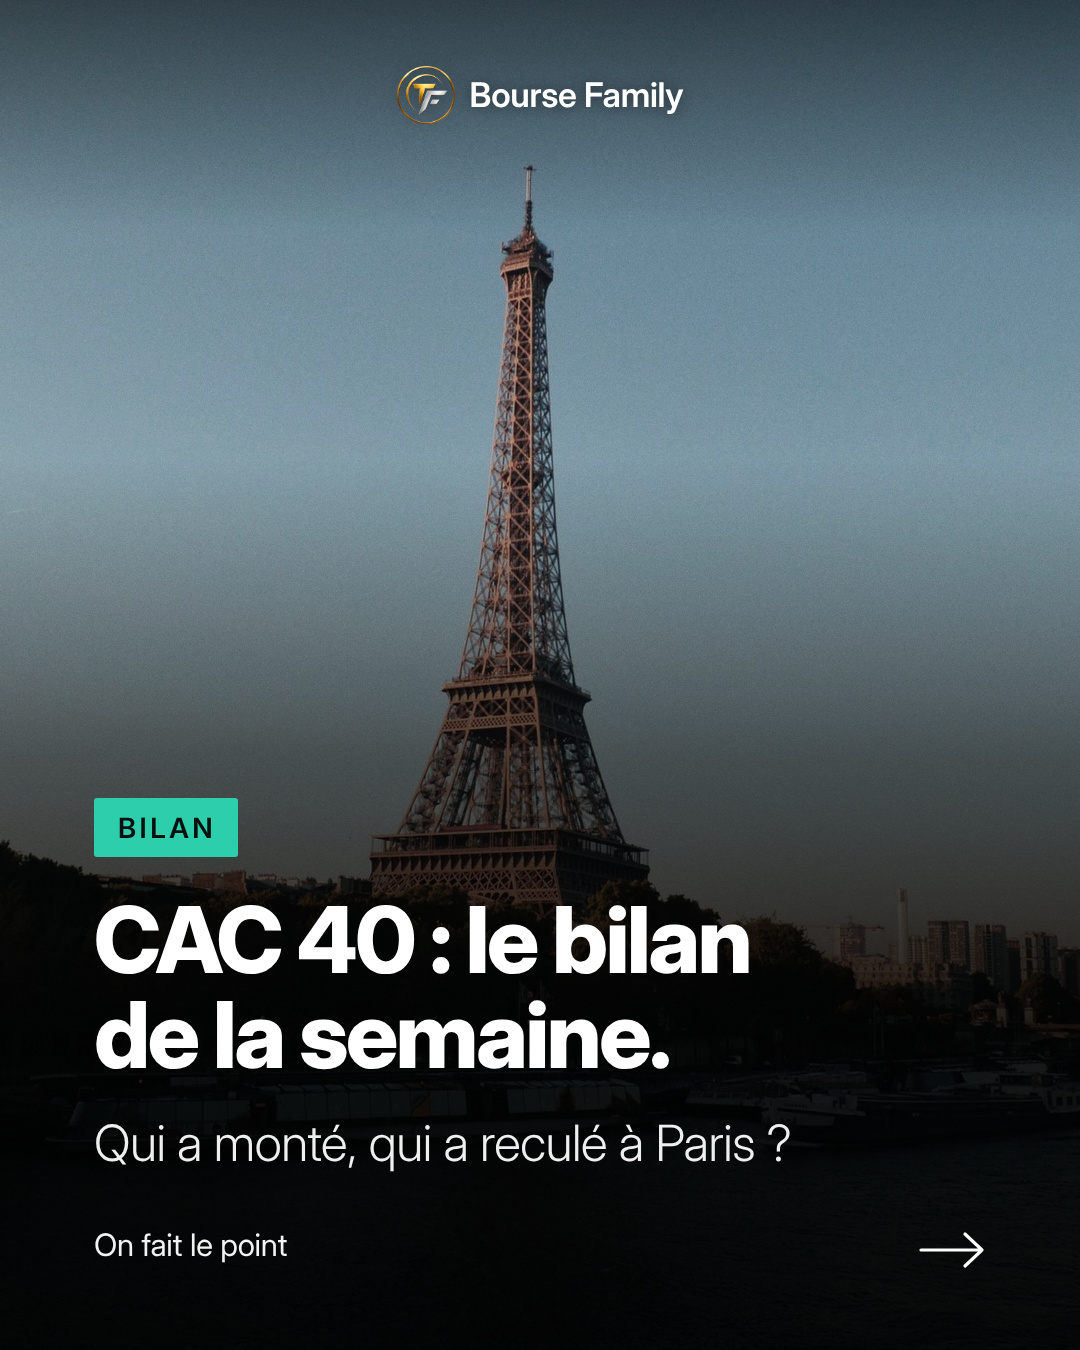 TF Bourse Family
BILAN
CAC 40 : le bilan
de la semaine.
Qui a monté, qui a reculé à Paris ?
On fait le point